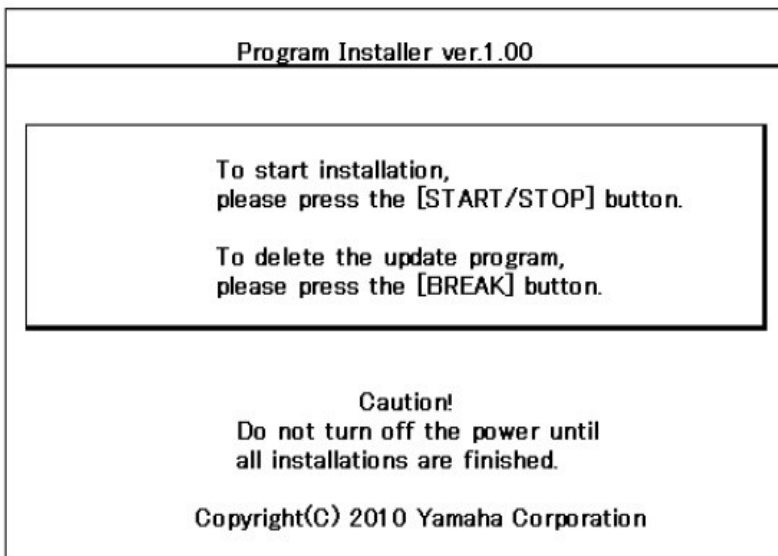 Program Installer ver.1.00
To start installation,
please press the [START/STOP] button.
To delete the update program,
please press the [BREAK] button.
Caution!
Do not turn off the power until
all installations are finished.
Copyright(C) 2010 Yamaha Corporation